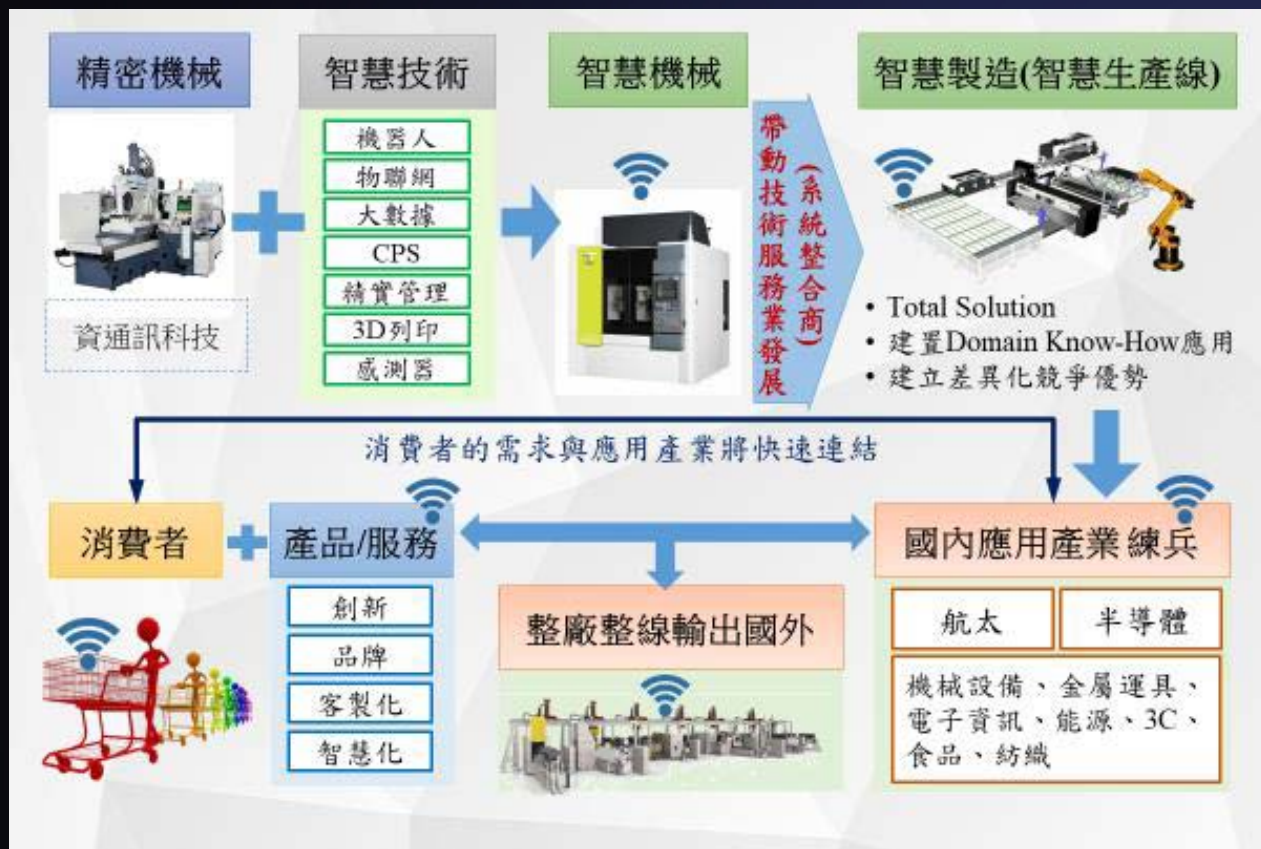 精密機械
資通訊科技
智慧技術
機器人
物聯網
大數據
CPS
精實管理
3D列印
感測器
智慧機械
帶動技術服務業發展
(系統整合商)
智慧製造(智慧生產線)
• Total Solution
• 建置Domain Know-How應用
• 建立差異化競爭優勢
消費者的需求與應用產業將快速連結
消費者
產品/服務
創新
品牌
客製化
智慧化
整廠整線輸出國外
國內應用產業練兵
航太
半導體
機械設備、金屬運具、
電子資訊、能源、3C、
食品、紡織